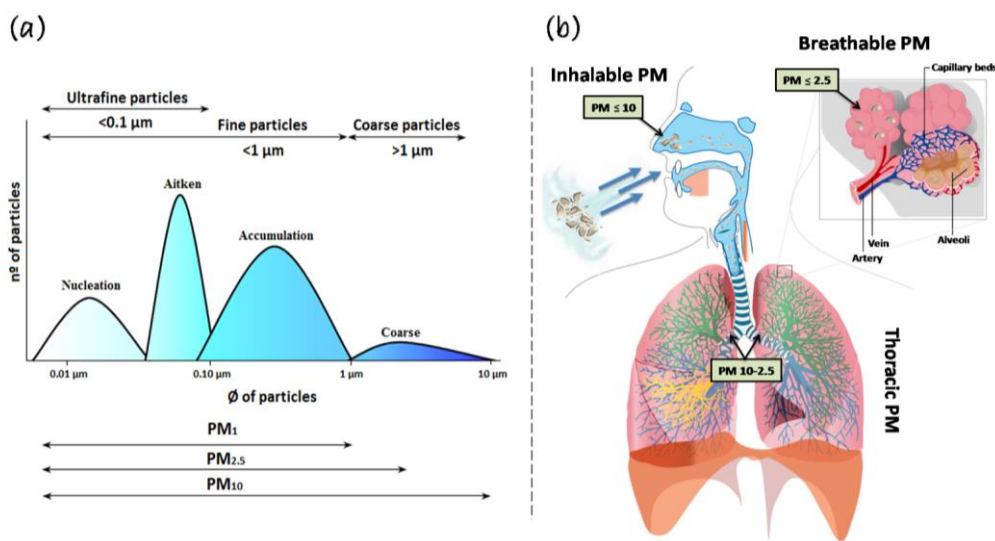 (a)
Ultrafine particles
<0.1 µm
Fine particles
<1 µm
Coarse particles
>1 µm
nº of particles
Nucleation
Aitken
Accumulation
Coarse
0.01 µm
0.10 µm
1 µm
10 µm
Ø of particles
PM1
PM2.5
PM10
(b)
Inhalable PM
PM ≤ 10
Breathable PM
PM ≤ 2.5
Capillary beds
Vein
Artery
Alveoli
PM 10-2.5
Thoracic PM